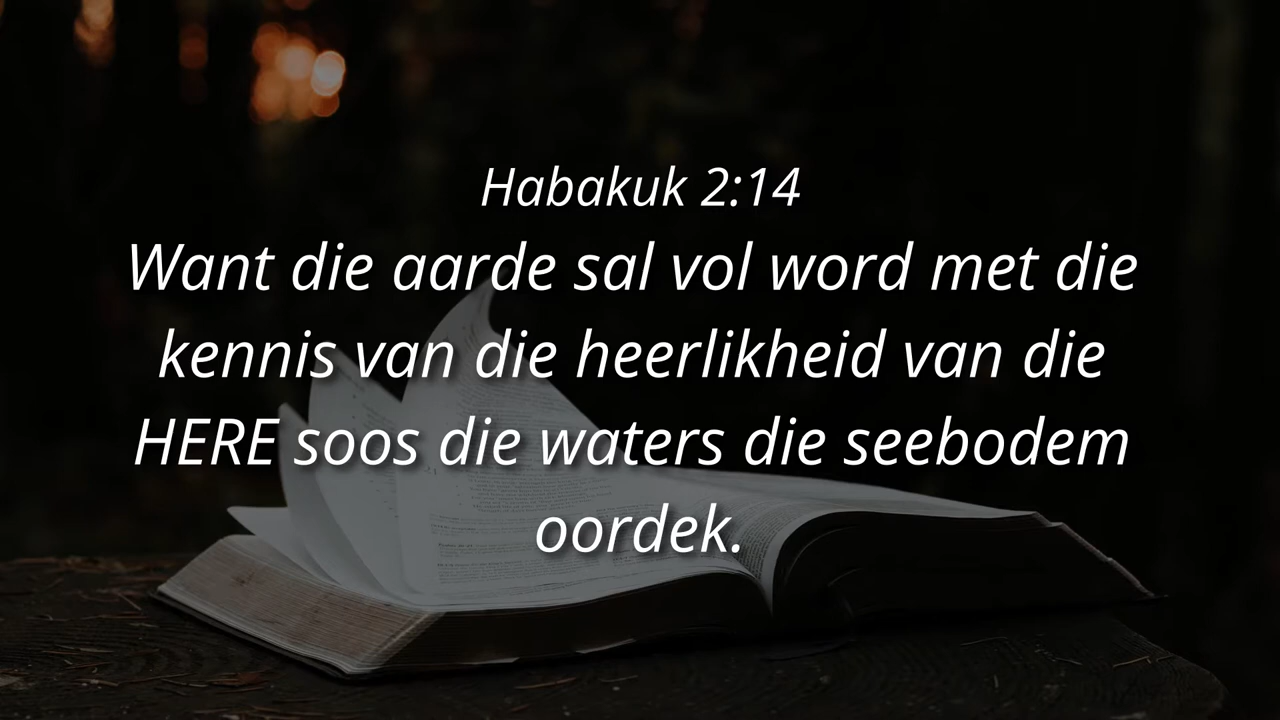 Habakuk 2:14
Want die aarde sal vol word met die
kennis van die heerlikheid van die
HERE soos die waters die seebodem
oordek.